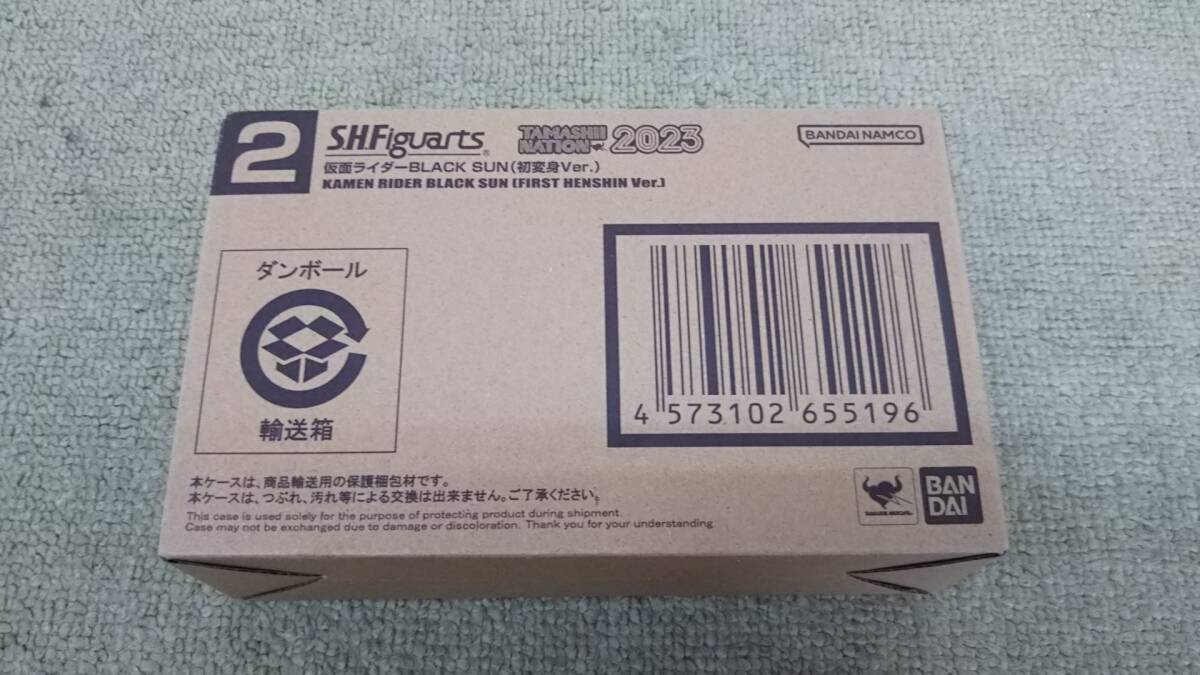 2
S.H.Figuarts®
TAMASHII NATION 2023
BANDAI NAMCO
仮面ライダーBLACK SUN(初変身Ver.)
KAMEN RIDER BLACK SUN (FIRST HENSHIN Ver.)
ダンボール
輸送箱
4 573102 655196
本ケースは、商品輸送用の保護梱包材です。
本ケースは、つぶれ、汚れ等による交換は出来ません。ご了承ください。
This case is used solely for the purpose of protecting product during shipment.
Case may not be exchanged due to damage or discoloration. Thank you for your understanding.
BAN
DAI